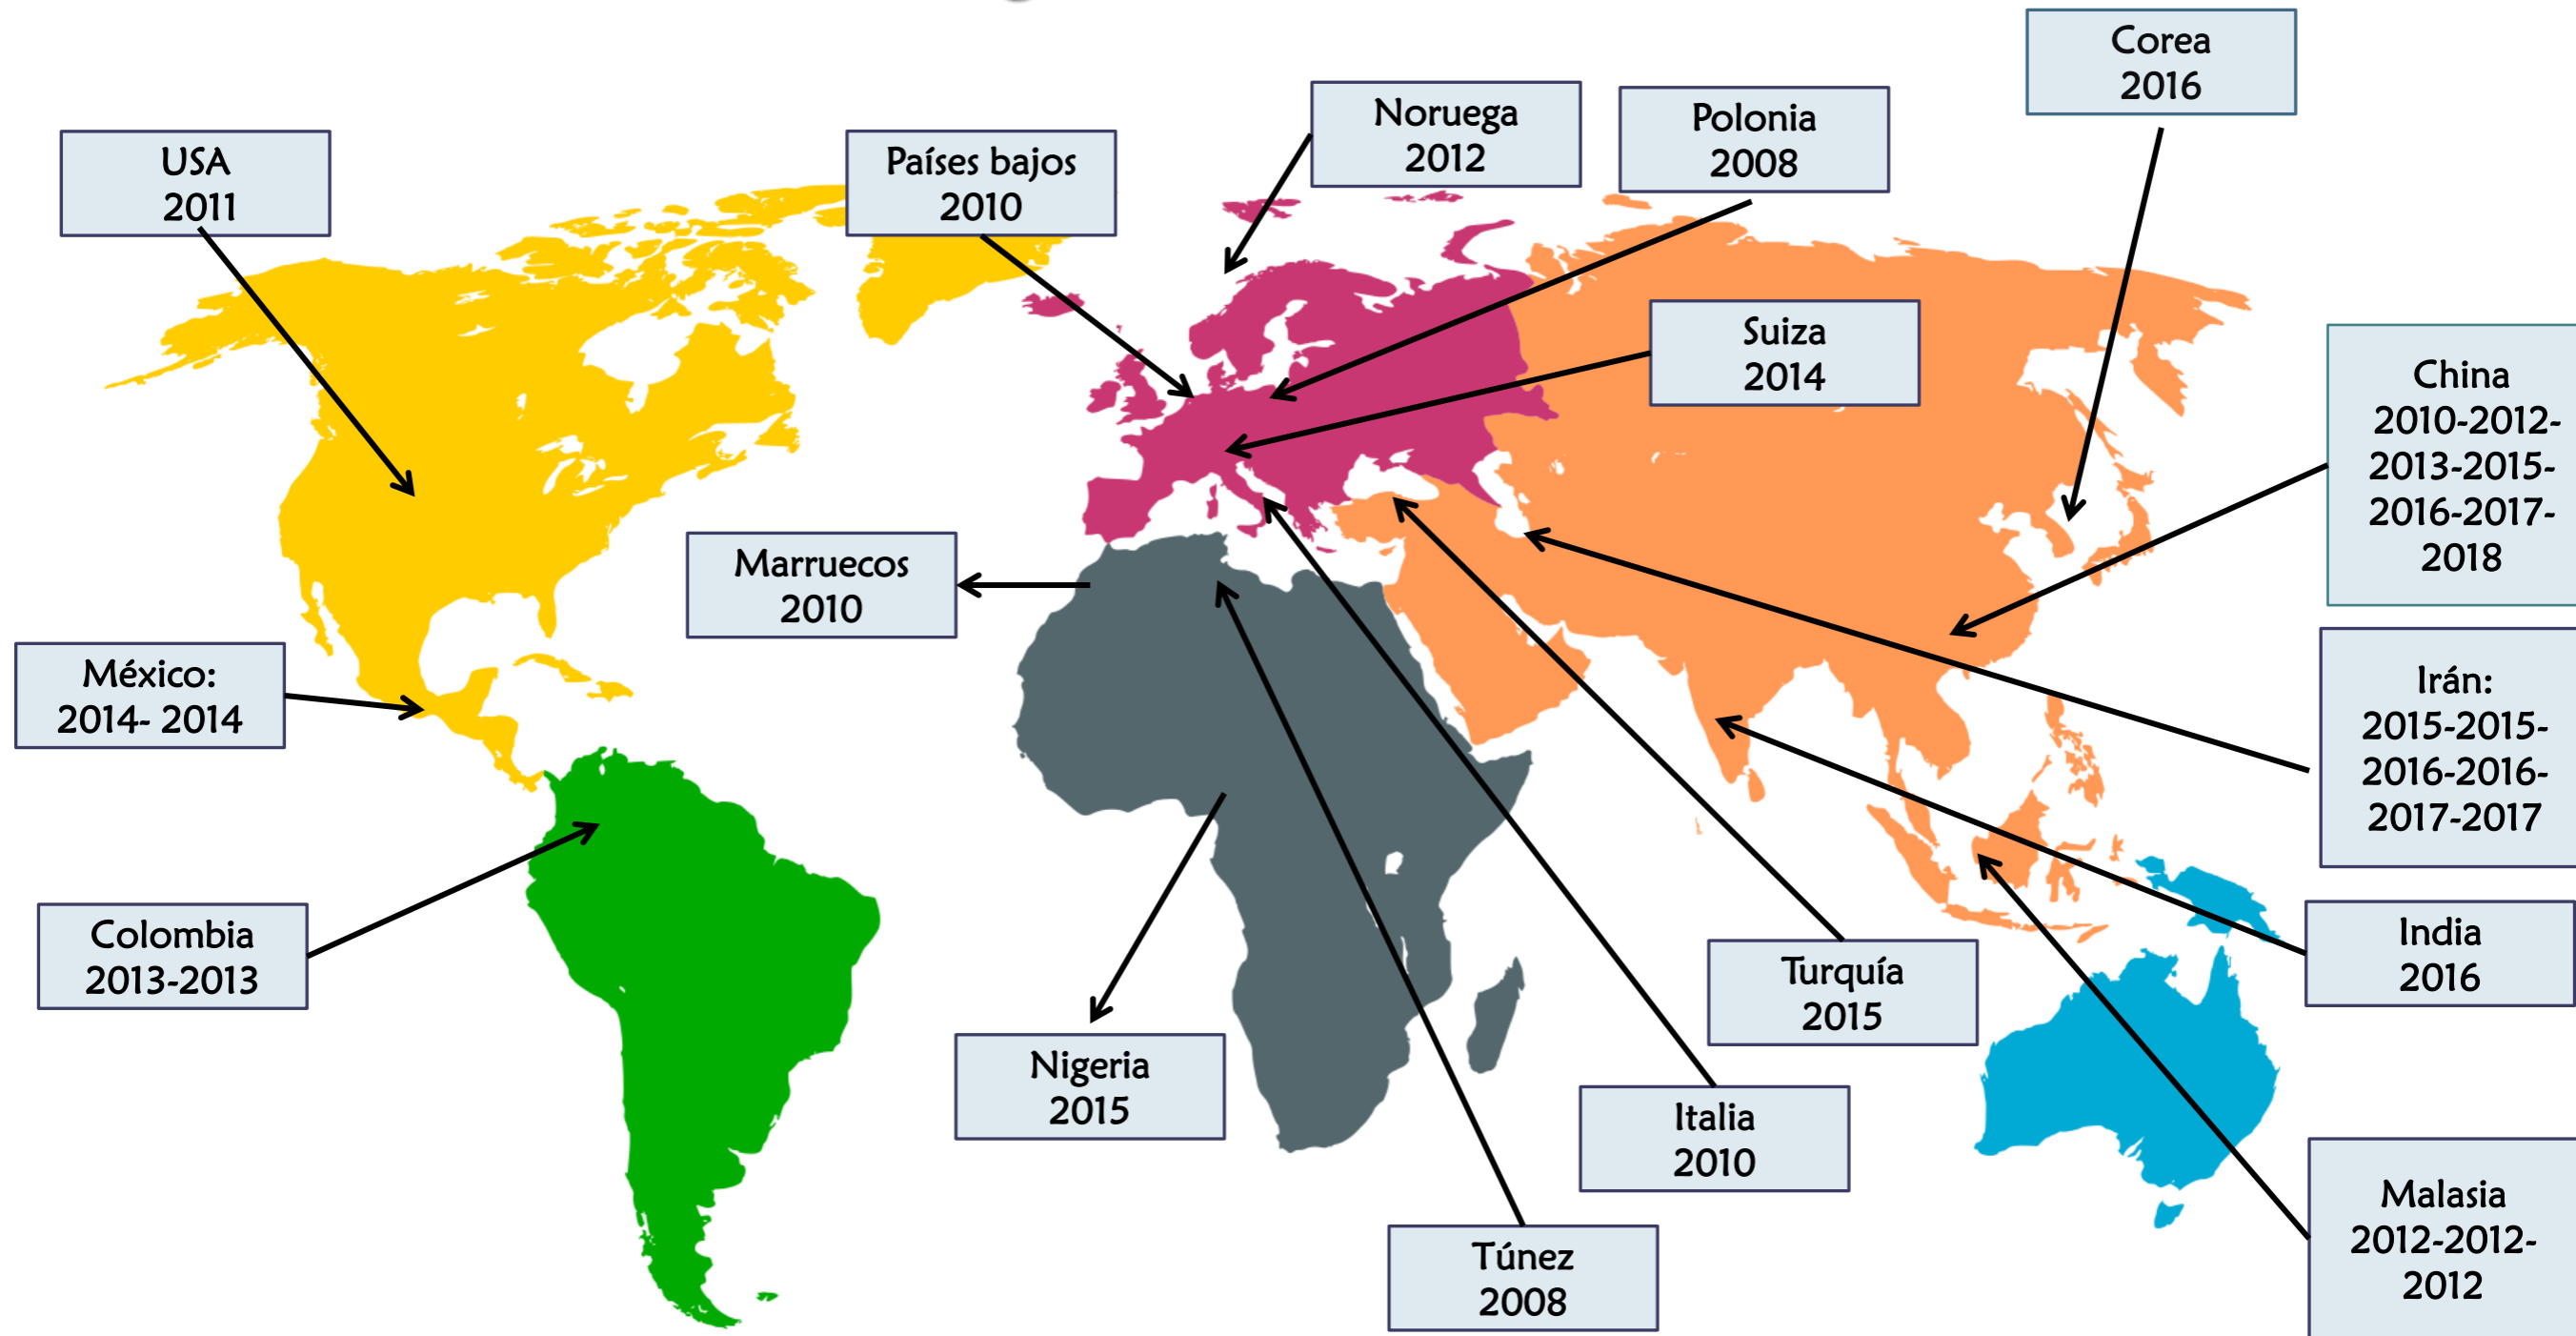 Corea
2016
Noruega
2012
Polonia
2008
USA
2011
Países bajos
2010
Suiza
2014
China
2010-2012-
2013-2015-
2016-2017-
2018
Marruecos
2010
México:
2014- 2014
Irán:
2015-2015-
2016-2016-
2017-2017
Colombia
2013-2013
India
2016
Turquía
2015
Nigeria
2015
Italia
2010
Malasia
2012-2012-
2012
Túnez
2008